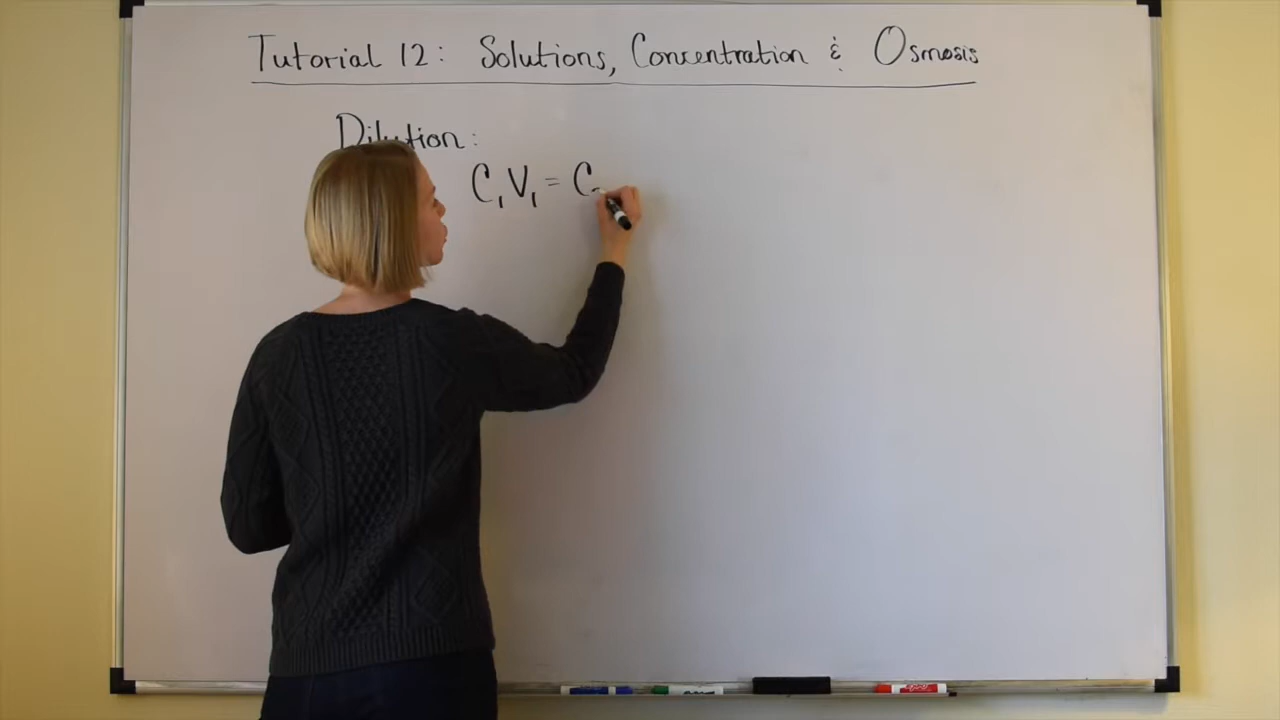 Tutorial 12: Solutions, Concentration & Osmosis
Dilution:
C₁V₁ = C